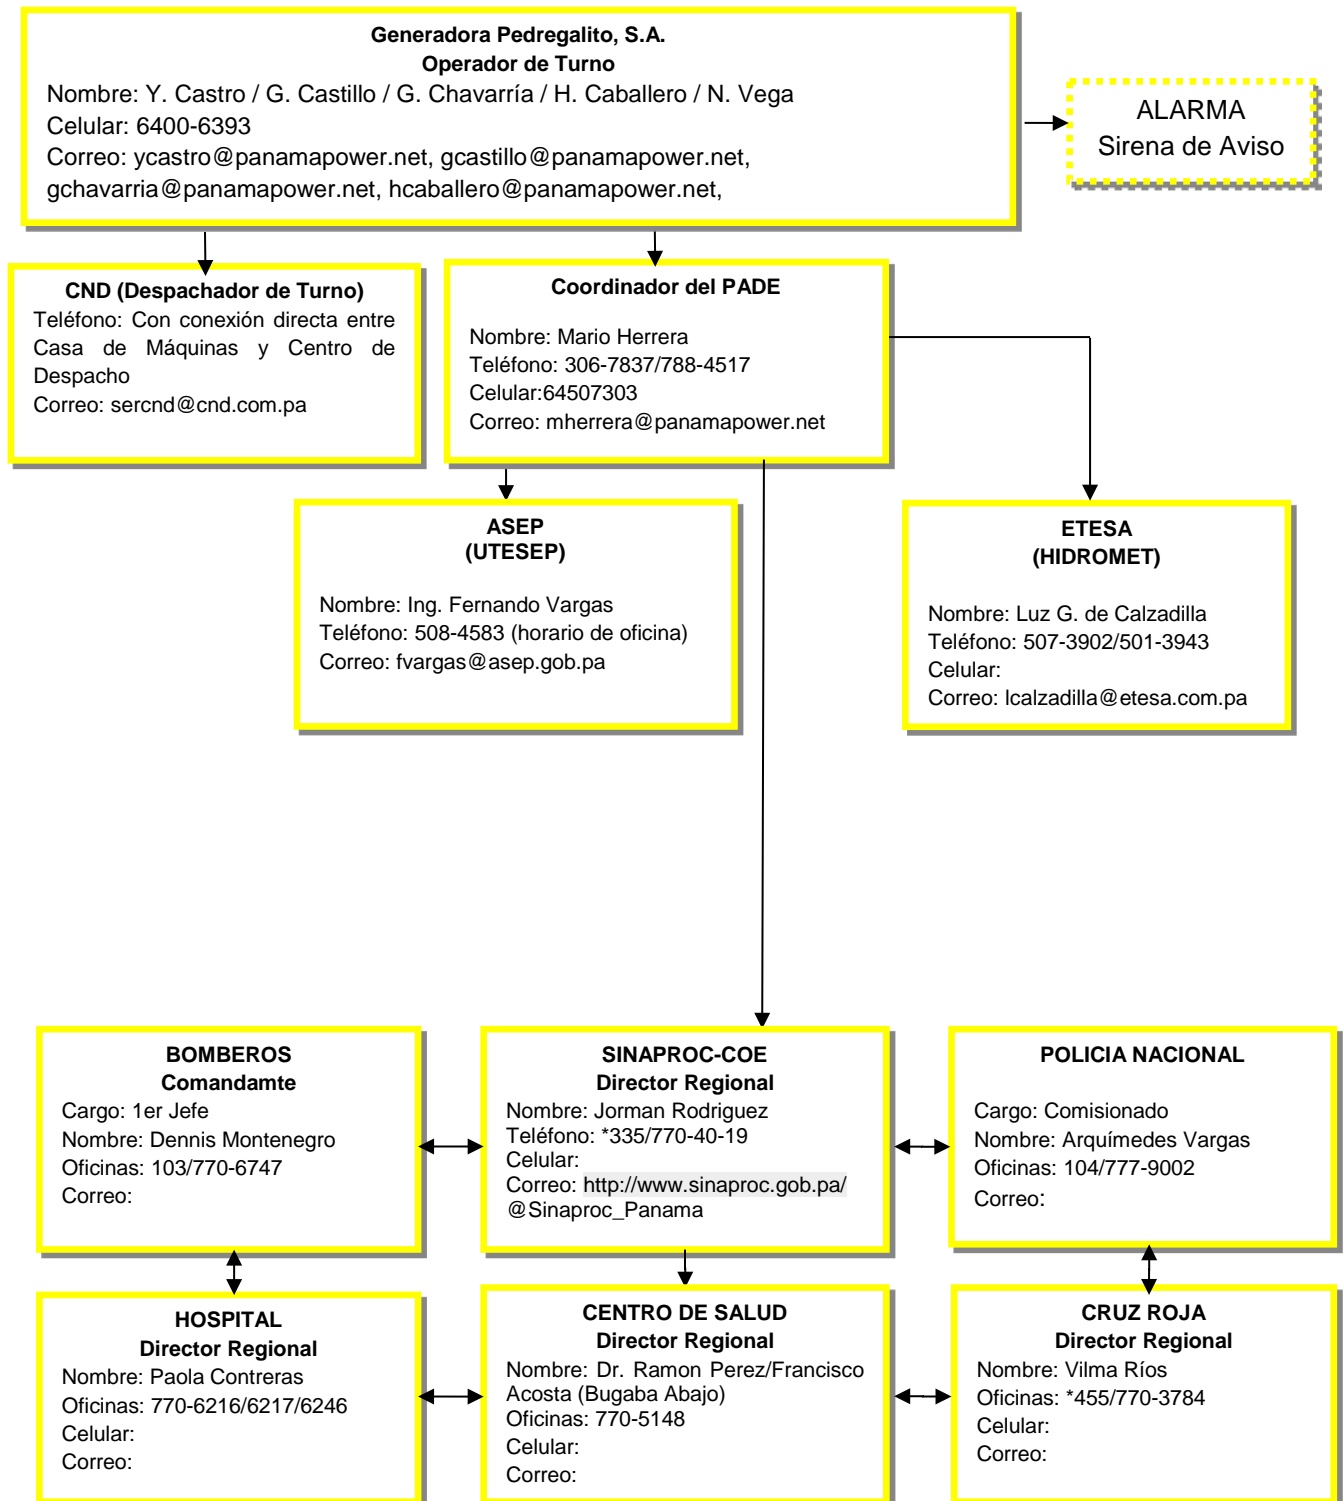 Generadora Pedregalito, S.A.
Operador de Turno
Nombre: Y. Castro / G. Castillo / G. Chavarría / H. Caballero / N. Vega
Celular: 6400-6393
Correo: ycastro@panamapower.net, gcastillo@panamapower.net,
gchavarria@panamapower.net, hcaballero@panamapower.net,
ALARMA
Sirena de Aviso
CND (Despachador de Turno)
Teléfono: Con conexión directa entre
Casa de Máquinas y Centro de
Despacho
Correo: sercnd@cnd.com.pa
Coordinador del PADE
Nombre: Mario Herrera
Teléfono: 306-7837/788-4517
Celular:64507303
Correo: mherrera@panamapower.net
ASEP
(UTESEP)
Nombre: Ing. Fernando Vargas
Teléfono: 508-4583 (horario de oficina)
Correo: fvargas@asep.gob.pa
ETESA
(HIDROMET)
Nombre: Luz G. de Calzadilla
Teléfono: 507-3902/501-3943
Celular:
Correo: lcalzadilla@etesa.com.pa
BOMBEROS
Comandamte
Cargo: 1er Jefe
Nombre: Dennis Montenegro
Oficinas: 103/770-6747
Correo:
SINAPROC-COE
Director Regional
Nombre: Jorman Rodriguez
Teléfono: *335/770-40-19
Celular:
Correo: http://www.sinaproc.gob.pa/
@Sinaproc_Panama
POLICIA NACIONAL
Cargo: Comisionado
Nombre: Arquímedes Vargas
Oficinas: 104/777-9002
Correo:
HOSPITAL
Director Regional
Nombre: Paola Contreras
Oficinas: 770-6216/6217/6246
Celular:
Correo:
CENTRO DE SALUD
Director Regional
Nombre: Dr. Ramon Perez/Francisco
Acosta (Bugaba Abajo)
Oficinas: 770-5148
Celular:
Correo:
CRUZ ROJA
Director Regional
Nombre: Vilma Ríos
Oficinas: *455/770-3784
Celular:
Correo: